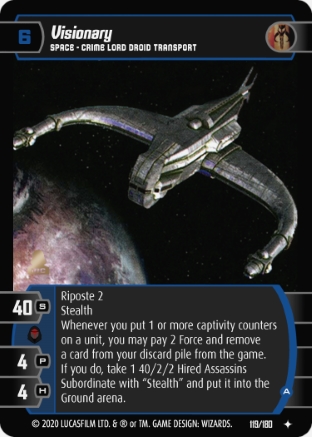 6
Visionary
SPACE - CRIME LORD DROID TRANSPORT
40 S
4 P
4 H
Riposte 2
Stealth
Whenever you put 1 or more captivity counters
on a unit, you may pay 2 Force and remove
a card from your discard pile from the game.
If you do, take 1 40/2/2 Hired Assassins
Subordinate with “Stealth” and put it into the
Ground arena.
A
© 2020 LUCASFILM LTD. & ® or TM. GAME DESIGN: WIZARDS.
119/180